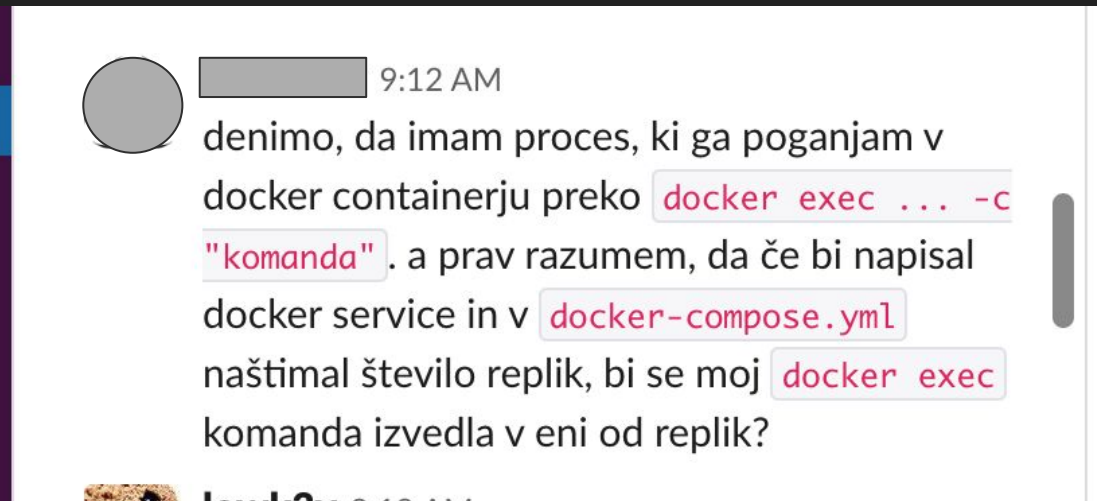 9:12 AM
denimo, da imam proces, ki ga poganjam v
docker containerju preko docker exec ... -c
"komanda". a prav razumem, da če bi napisal
docker service in v docker-compose.yml
naštimal število replik, bi se moj docker exec
komanda izvedla v eni od replik?